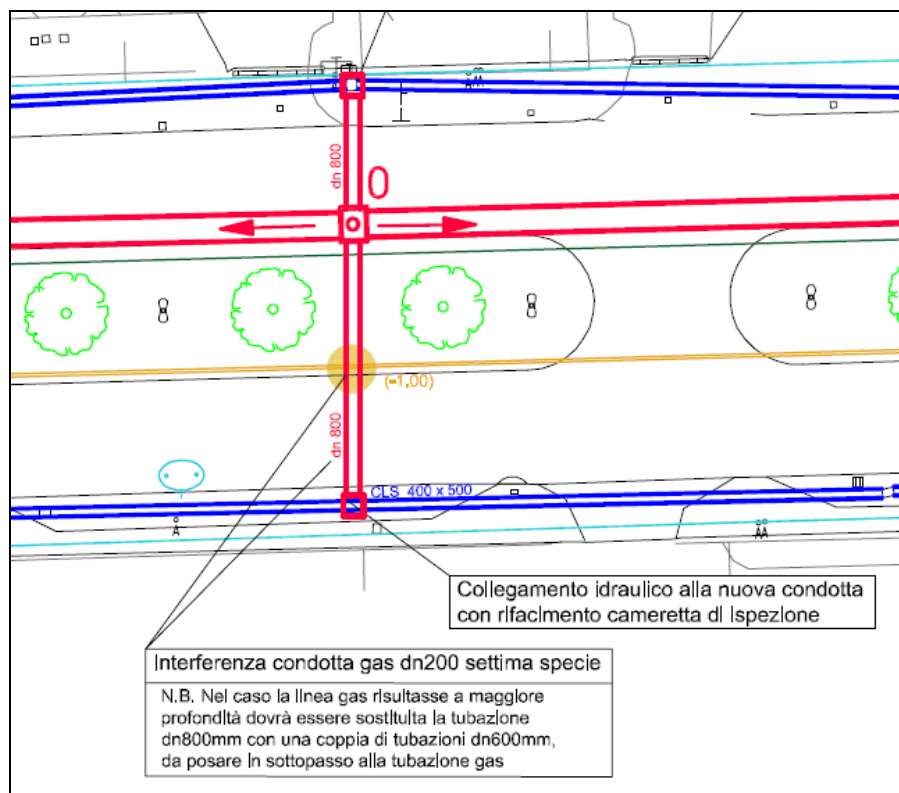 dn 800
0
(-1,00)
dn 800
CLS 400 x 500
A
AA
Collegamento idraulico alla nuova condotta
con rifacimento cameretta di ispezione
Interferenza condotta gas dn200 settima specie
N.B. Nel caso la linea gas risultasse a maggiore
profondità dovrà essere sostituita la tubazione
dn800mm con una coppia di tubazioni dn600mm,
da posare in sottopasso alla tubazione gas